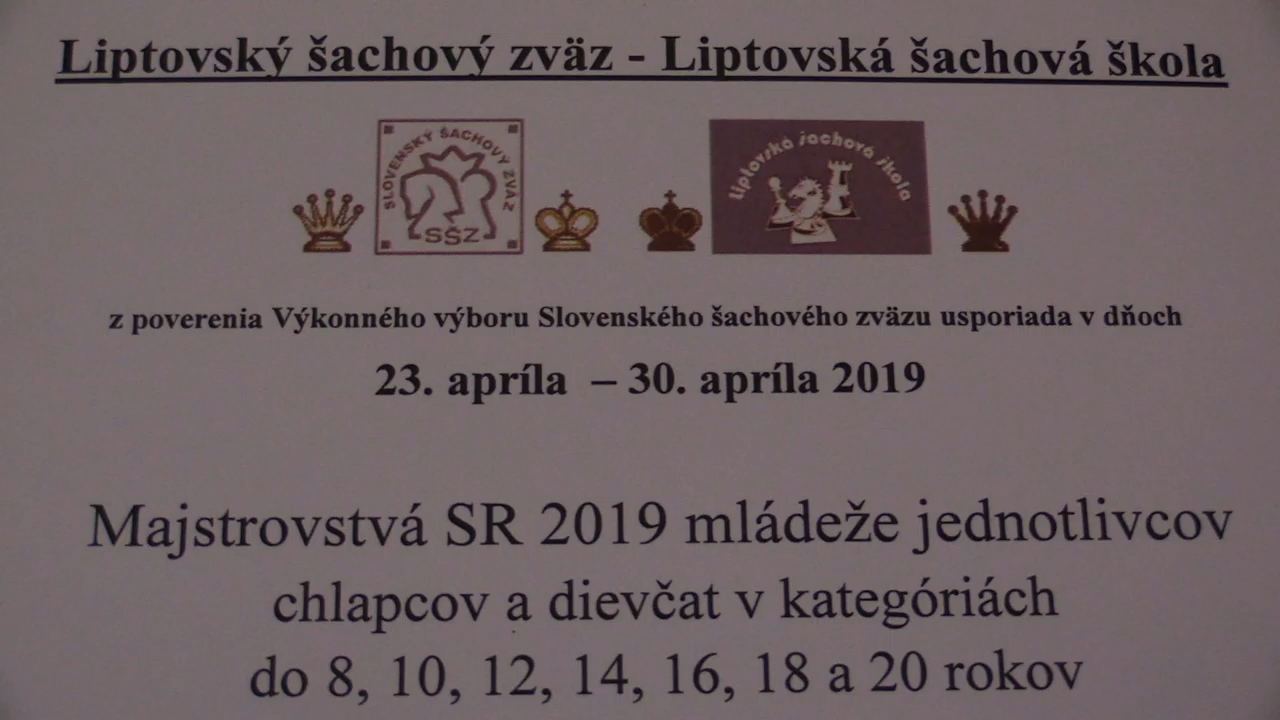 Liptovský šachový zväz - Liptovská šachová škola
SLOVENSKÝ ŠACHOVÝ ZVÄZ
SŠZ
liptovská šachová škola
z poverenia Výkonného výboru Slovenského šachového zväzu usporiada v dňoch
23. apríla – 30. apríla 2019
Majstrovstvá SR 2019 mládeže jednotlivcov
chlapcov a dievčat v kategóriách
do 8, 10, 12, 14, 16, 18 a 20 rokov